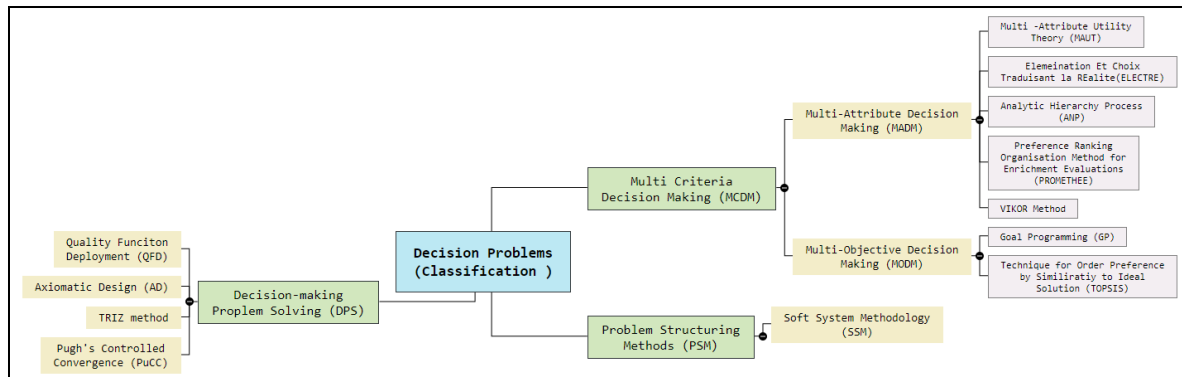 Multi -Attribute Utility
Theory (MAUT)
Elemeination Et Choix
Traduisant la REalite(ELECTRE)
Multi-Attribute Decision
Making (MADM)
Analytic Hierarchy Process
(ANP)
Preference Ranking
Organisation Method for
Enrichment Evaluations
(PROMETHEE)
VIKOR Method
Multi Criteria
Decision Making (MCDM)
Multi-Objective Decision
Making (MODM)
Goal Programming (GP)
Technique for Order Preference
by Similiratiy to Ideal
Solution (TOPSIS)
Decision Problems
(Classification )
Quality Funciton
Deployment (QFD)
Axiomatic Design (AD)
TRIZ method
Pugh's Controlled
Convergence (PuCC)
Decision-making
Proplem Solving (DPS)
Problem Structuring
Methods (PSM)
Soft System Methodology
(SSM)